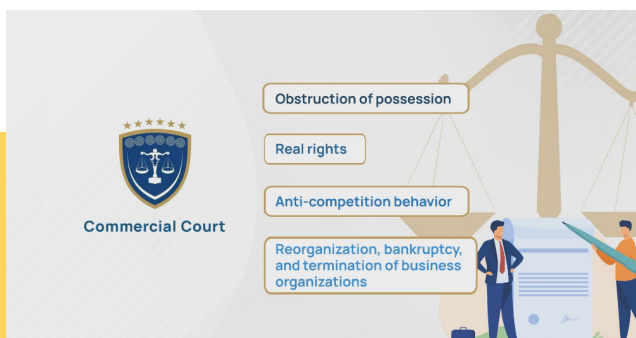 Commercial Court
Obstruction of possession
Real rights
Anti-competition behavior
Reorganization, bankruptcy,
and termination of business
organizations